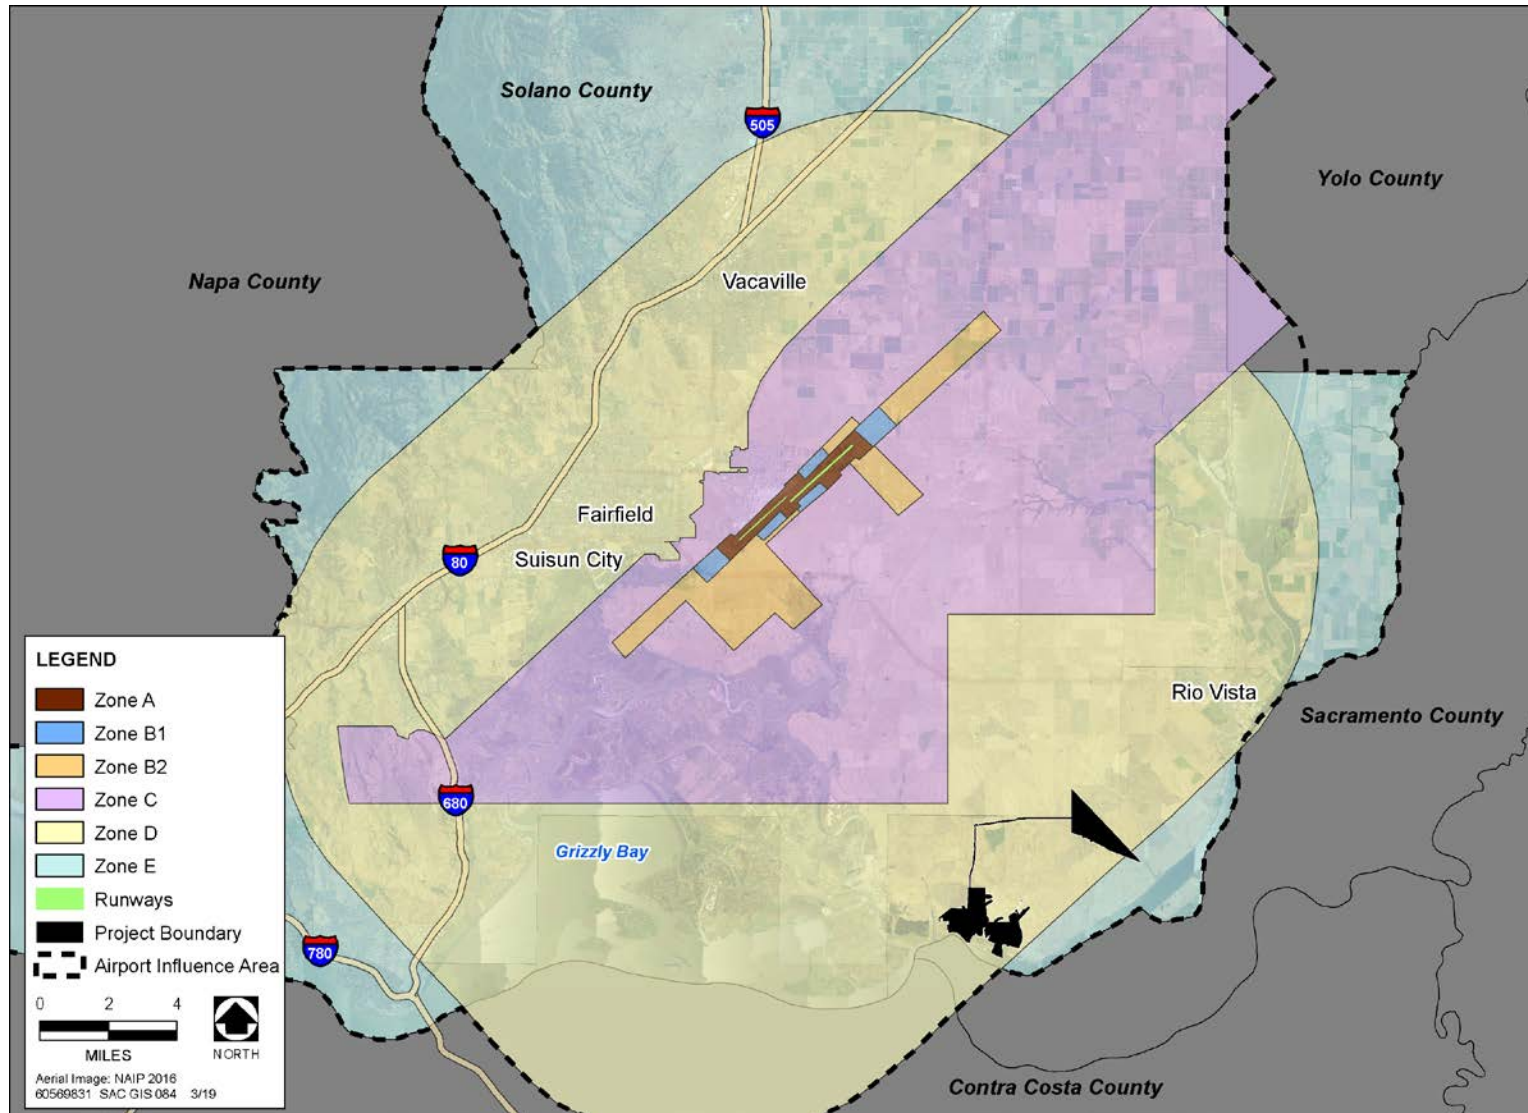 Solano County
505
Yolo County
Napa County
Vacaville
Fairfield
Suisun City
80
Rio Vista
Sacramento County
680
Grizzly Bay
780
Contra Costa County
LEGEND
Zone A
Zone B1
Zone B2
Zone C
Zone D
Zone E
Runways
Project Boundary
Airport Influence Area
0 2 4
MILES
NORTH
Aerial Image: NAIP 2016
60569831 SAC GIS 084 3/19